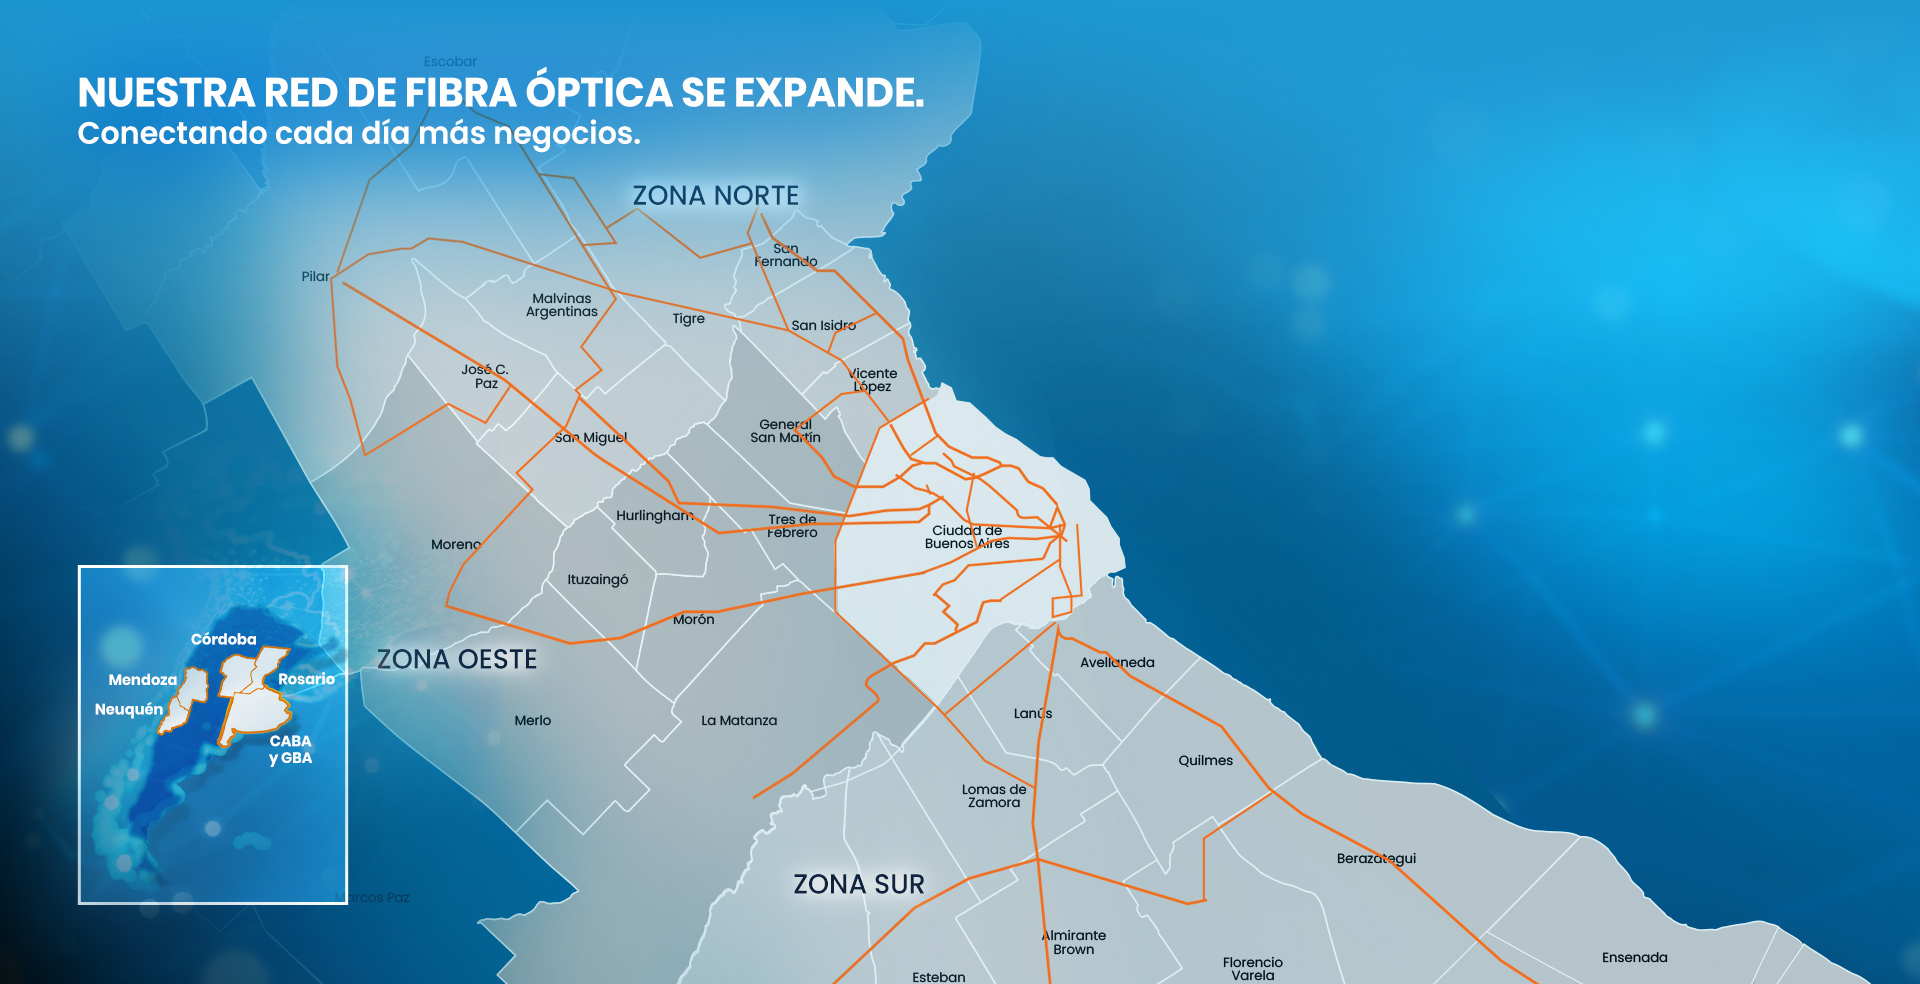 Escobar
NUESTRA RED DE FIBRA ÓPTICA SE EXPANDE.
Conectando cada día más negocios.
ZONA NORTE
San
Fernando
Pilar
Malvinas
Argentinas
Tigre
San Isidro
José C.
Paz
Vicente
López
General
San Martín
San Miguel
Hurlingham
Tres de
Febrero
Ciudad de
Buenos Aires
Moreno
Ituzaingó
Morón
ZONA OESTE
Avellaneda
Merlo
La Matanza
Lanús
Quilmes
Lomas de
Zamora
Berazategui
ZONA SUR
Almirante
Brown
Esteban
Florencio
Varela
Ensenada
Marcos Paz
Córdoba
Mendoza
Rosario
Neuquén
CABA
y GBA